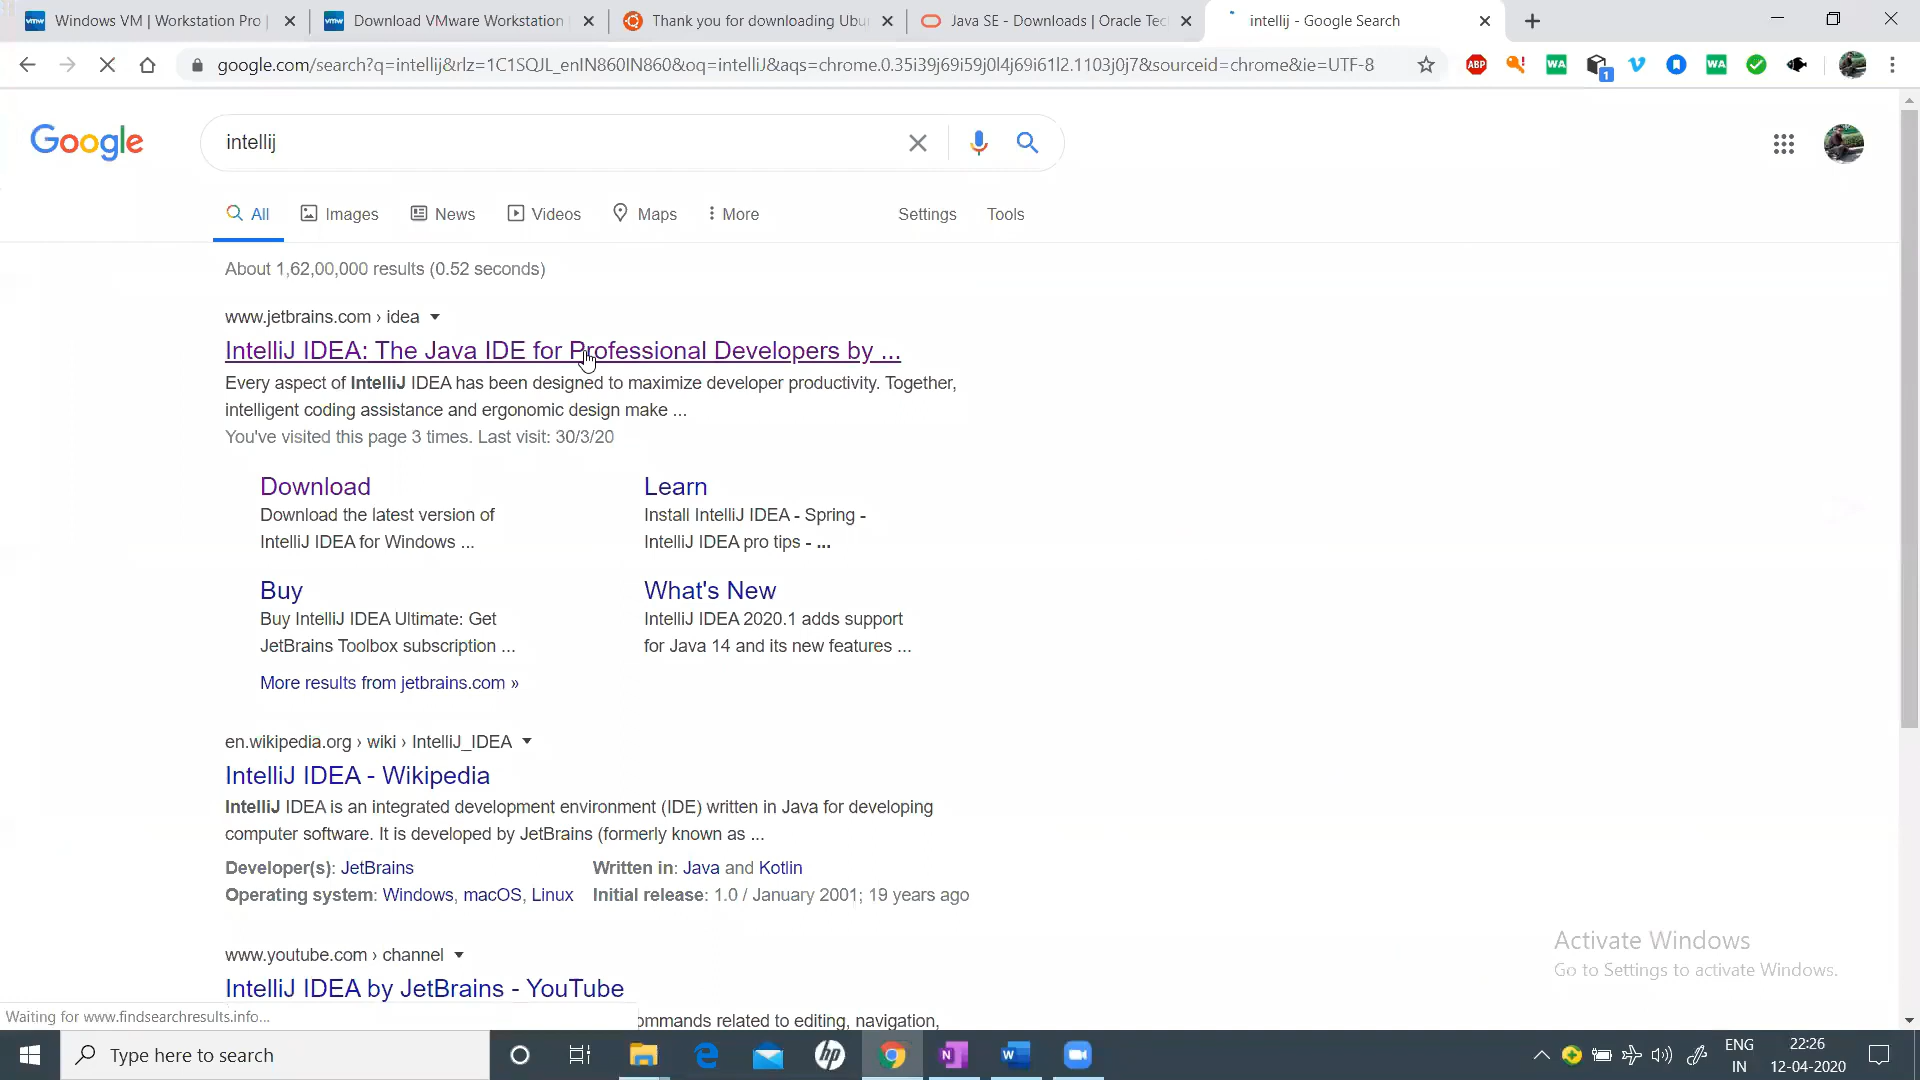 Windows VM | Workstation Pro
Download VMware Workstation
Thank you for downloading Ubu
Java SE - Downloads | Oracle Tec
intellij - Google Search
google.com/search?q=intellij&rlz=1C1SQJL_enIN860IN860&oq=intelliJ&aqs=chrome.0.35i39j69i59j0l4j69i61l2.1103j0j7&sourceid=chrome&ie=UTF-8
ABP
WA
1
WA
Google
intellij
All
Images
News
Videos
Maps
More
Settings
Tools
About 1,62,00,000 results (0.52 seconds)
www.jetbrains.com › idea
IntelliJ IDEA: The Java IDE for Professional Developers by ...
Every aspect of IntelliJ IDEA has been designed to maximize developer productivity. Together,
intelligent coding assistance and ergonomic design make ...
You've visited this page 3 times. Last visit: 30/3/20
Download
Download the latest version of
IntelliJ IDEA for Windows ...
Learn
Install IntelliJ IDEA - Spring -
IntelliJ IDEA pro tips - ...
Buy
Buy IntelliJ IDEA Ultimate: Get
JetBrains Toolbox subscription ...
What's New
IntelliJ IDEA 2020.1 adds support
for Java 14 and its new features ...
More results from jetbrains.com »
en.wikipedia.org › wiki › IntelliJ_IDEA
IntelliJ IDEA - Wikipedia
IntelliJ IDEA is an integrated development environment (IDE) written in Java for developing
computer software. It is developed by JetBrains (formerly known as ...
Developer(s): JetBrains
Written in: Java and Kotlin
Operating system: Windows, macOS, Linux
Initial release: 1.0 / January 2001; 19 years ago
www.youtube.com › channel
IntelliJ IDEA by JetBrains - YouTube
ommands related to editing, navigation,
Activate Windows
Go to Settings to activate Windows.
Waiting for www.findsearchresults.info...
Type here to search
hp
N
W
ENG
IN
22:26
12-04-2020